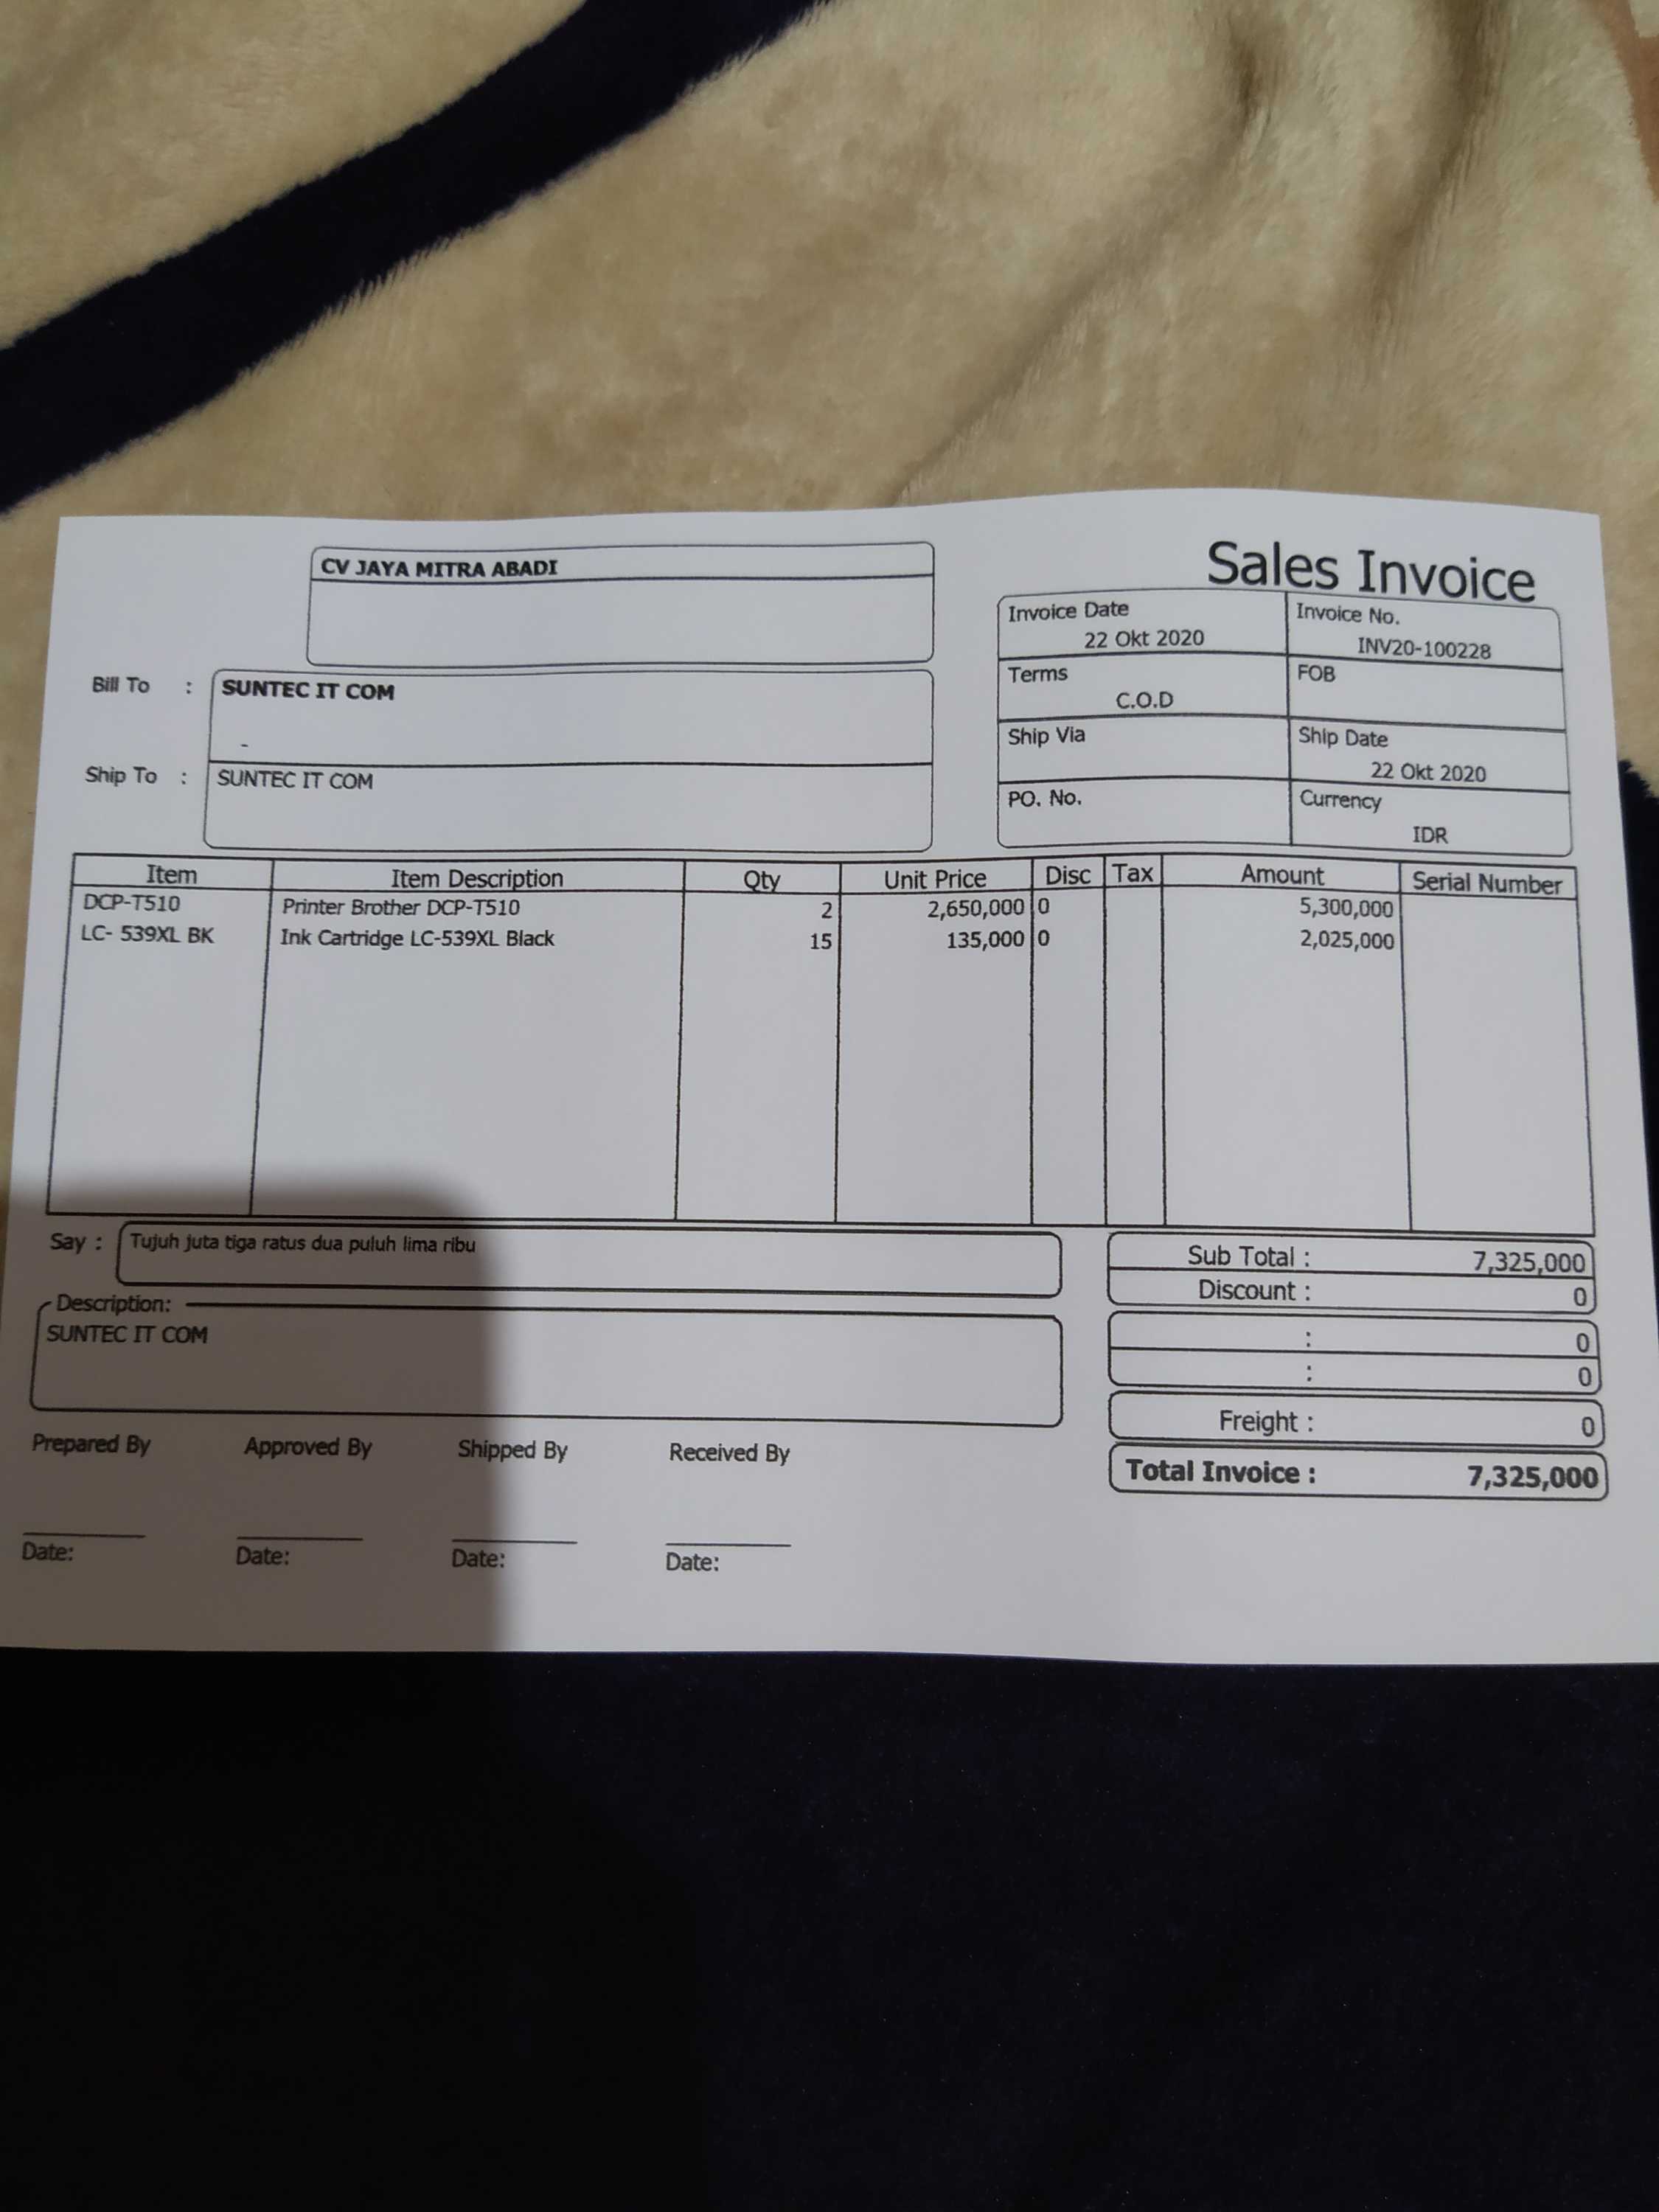 CV JAYA MITRA ABADI
Sales Invoice
Invoice Date
22 Okt 2020
Invoice No.
INV20-100228
Terms
C.O.D
FOB
Ship Via
Ship Date
22 Okt 2020
PO. No.
Currency
IDR
Bill To : SUNTEC IT COM
-
Ship To : SUNTEC IT COM
Item Item Description Qty Unit Price Disc Tax Amount Serial Number
DCP-T510 Printer Brother DCP-T510 2 2,650,000 0 5,300,000
LC- 539XL BK Ink Cartridge LC-539XL Black 15 135,000 0 2,025,000
Say : Tujuh juta tiga ratus dua puluh lima ribu
Description:
SUNTEC IT COM
Sub Total : 7,325,000
Discount : 0
: 0
: 0
Freight : 0
Total Invoice : 7,325,000
Prepared By Approved By Shipped By Received By
Date: Date: Date: Date: